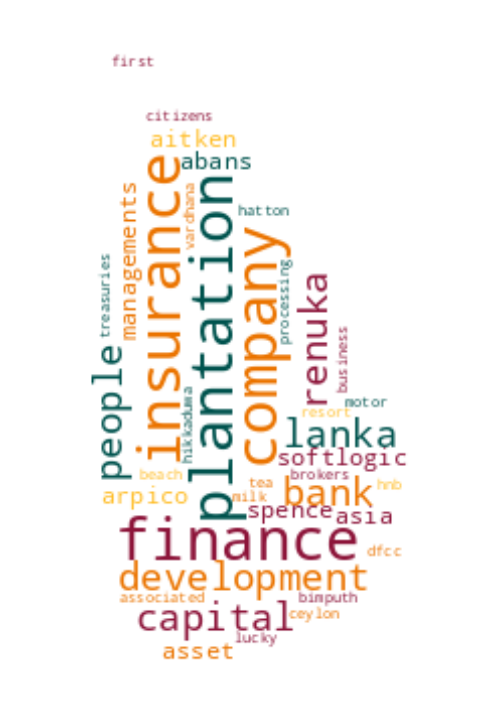 first
citizens
aitken
abans
insurance
plantation
vardhana
managements
hatton
company
treasuries
processing
renuka
business
people
hikkaduwa
motor
resort
lanka
softlogic
beach
brokers
tea
bank
hnb
arpico
milk
spence
asia
finance
dfcc
development
associated
bimputh
capital
ceylon
lucky
asset